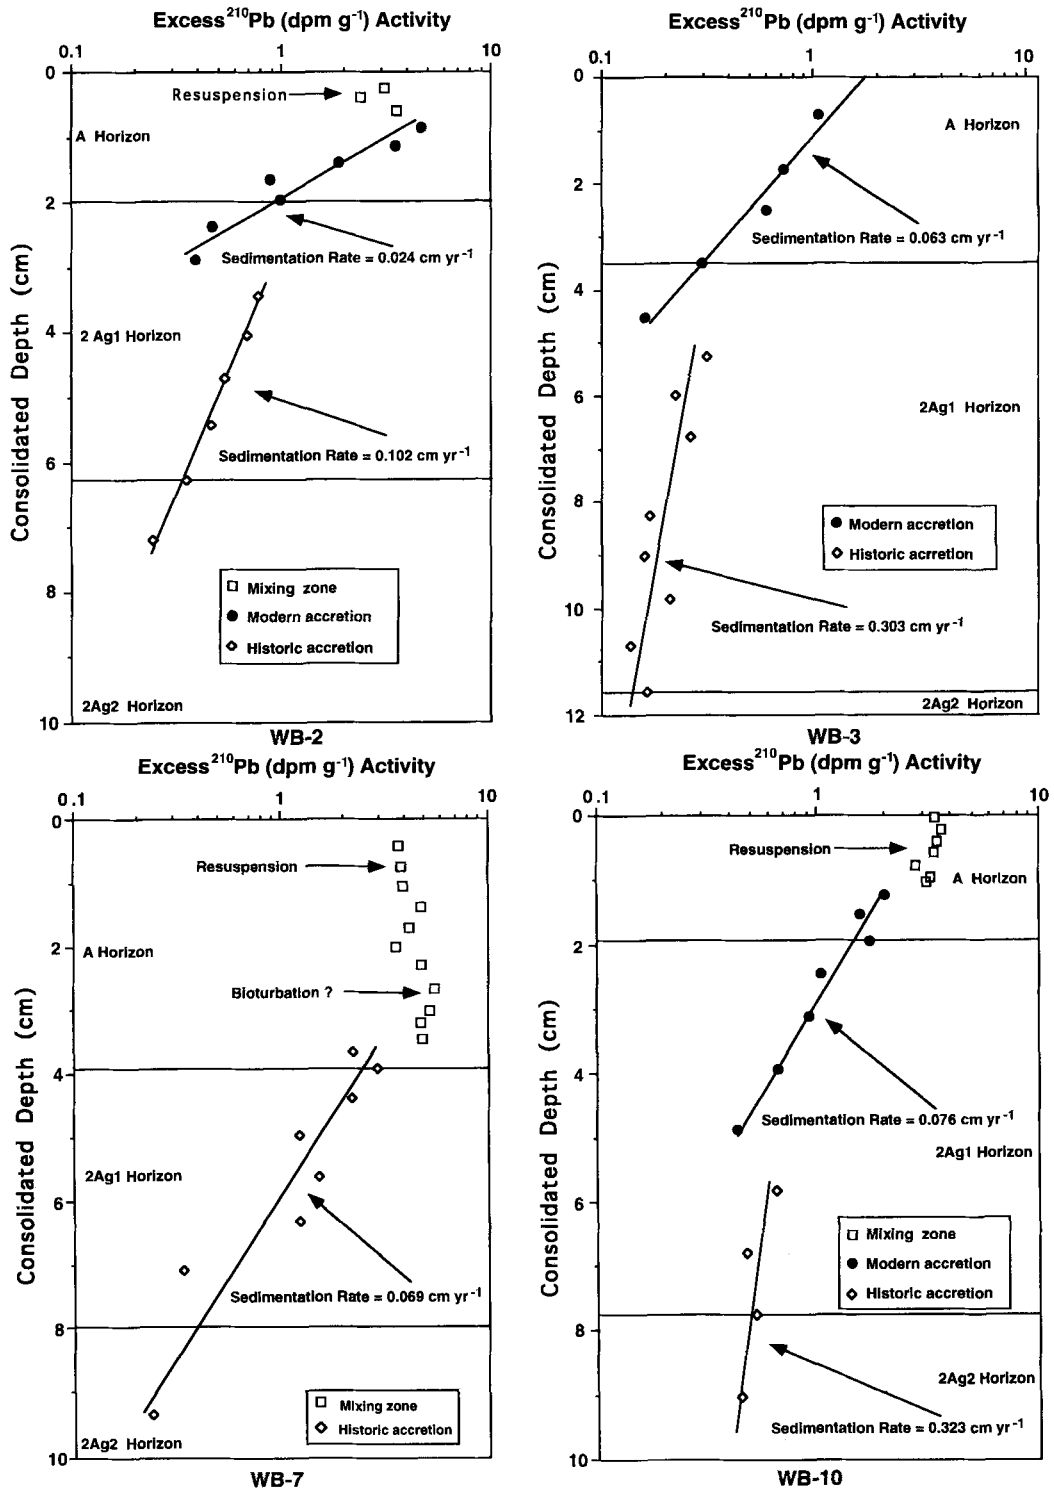 Excess ²¹⁰Pb (dpm g⁻¹) Activity
0.1 1 10
0
2
4
6
8
10
Consolidated Depth (cm)
Resuspension
A Horizon
Sedimentation Rate = 0.024 cm yr⁻¹
2 Ag1 Horizon
Sedimentation Rate = 0.102 cm yr⁻¹
Mixing zone
Modern accretion
Historic accretion
2Ag2 Horizon
WB-2
Excess ²¹⁰Pb (dpm g⁻¹) Activity
0.1 1 10
0
2
4
6
8
10
12
Consolidated Depth (cm)
A Horizon
Sedimentation Rate = 0.063 cm yr⁻¹
2Ag1 Horizon
Modern accretion
Historic acrretion
Sedimentation Rate = 0.303 cm yr⁻¹
2Ag2 Horizon
WB-3
Excess ²¹⁰Pb (dpm g⁻¹) Activity
0.1 1 10
0
2
4
6
8
10
Consolidated Depth (cm)
Resuspension
A Horizon
Bioturbation ?
2Ag1 Horizon
Sedimentation Rate = 0.069 cm yr⁻¹
Mixing zone
Historic accretion
2Ag2 Horizon
WB-7
Excess ²¹⁰Pb (dpm g⁻¹) Activity
0.1 1 10
0
2
4
6
8
10
Consolidated Depth (cm)
Resuspension
A Horizon
Sedimentation Rate = 0.076 cm yr⁻¹
2Ag1 Horizon
Mixing zone
Modern accretion
Historic accretion
2Ag2 Horizon
Sedimentation Rate = 0.323 cm yr⁻¹
WB-10